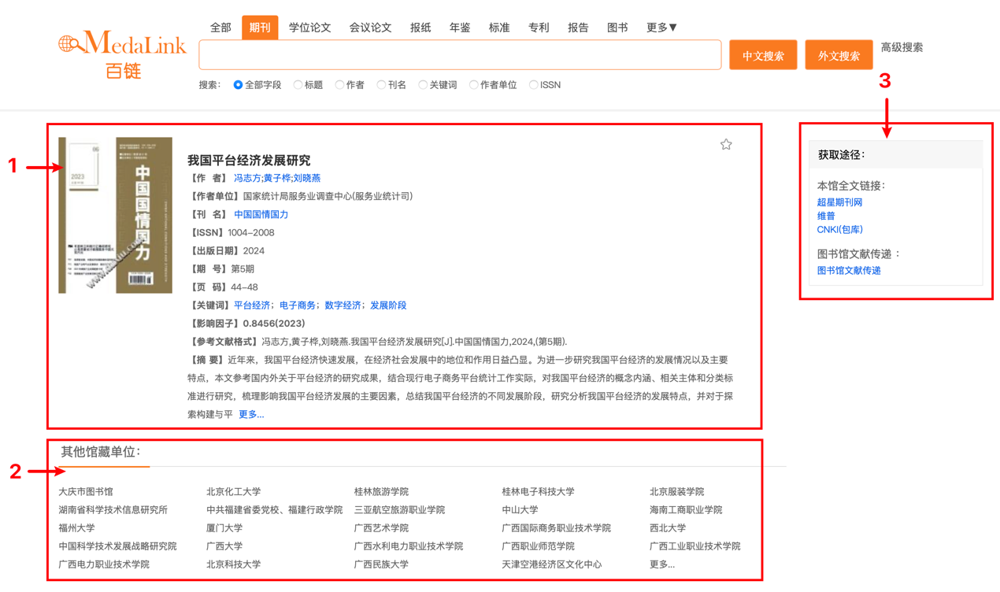 全部 期刊 学位论文 会议论文 报纸 年鉴 标准 专利 报告 图书 更多▼
MedaLink
百链
中文搜索 外文搜索 高级搜索
搜索: 全部字段 标题 作者 刊名 关键词 作者单位 ISSN
3
1
06
2023
中国国情国力
我国平台经济发展研究
【作 者】 冯志方;黄子桦;刘晓燕
【作者单位】国家统计局服务业调查中心(服务业统计司)
【刊 名】 中国国情国力
【ISSN】1004-2008
【出版日期】2024
【期 号】第5期
【页 码】44-48
【关键词】平台经济; 电子商务; 数字经济; 发展阶段
【影响因子】0.8456(2023)
【参考文献格式】冯志方,黄子桦,刘晓燕.我国平台经济发展研究[J].中国国情国力,2024,(第5期).
【摘 要】近年来，我国平台经济快速发展，在经济社会发展中的地位和作用日益凸显。为进一步研究我国平台经济的发展情况以及主要
特点，本文参考国内外关于平台经济的研究成果，结合现行电子商务平台统计工作实际，对我国平台经济的概念内涵、相关主体和分类标
准进行研究，梳理影响我国平台经济发展的主要因素，总结我国平台经济的不同发展阶段，研究分析我国平台经济的发展特点，并对于探
索构建与平 更多...
获取途径:
本馆全文链接:
超星期刊网
维普
CNKI(包库)
图书馆文献传递 :
图书馆文献传递
2
其他馆藏单位:
大庆市图书馆 北京化工大学 桂林旅游学院 桂林电子科技大学 北京服装学院
湖南省科学技术信息研究所 中共福建省委党校、福建行政学院 三亚航空旅游职业学院 中山大学 海南工商职业学院
福州大学 厦门大学 广西艺术学院 广西国际商务职业技术学院 西北大学
中国科学技术发展战略研究院 广西大学 广西水利电力职业技术学院 广西职业师范学院 广西工业职业技术学院
广西电力职业技术学院 北京科技大学 广西民族大学 天津空港经济区文化中心 更多...